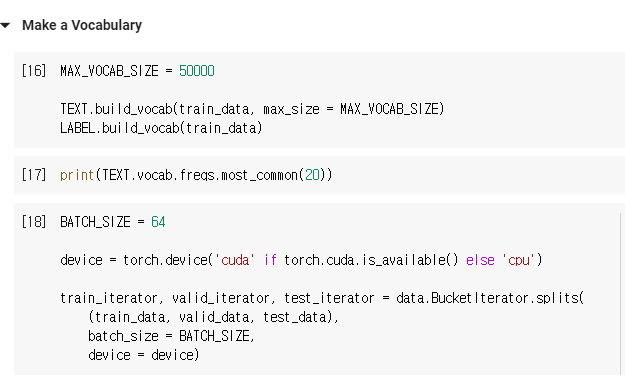 Make a Vocabulary
[16] MAX_VOCAB_SIZE = 50000
TEXT.build_vocab(train_data, max_size = MAX_VOCAB_SIZE)
LABEL.build_vocab(train_data)
[17] print(TEXT.vocab.freqs.most_common(20))
[18] BATCH_SIZE = 64
device = torch.device('cuda' if torch.cuda.is_available() else 'cpu')
train_iterator, valid_iterator, test_iterator = data.BucketIterator.splits(
(train_data, valid_data, test_data),
batch_size = BATCH_SIZE,
device = device)